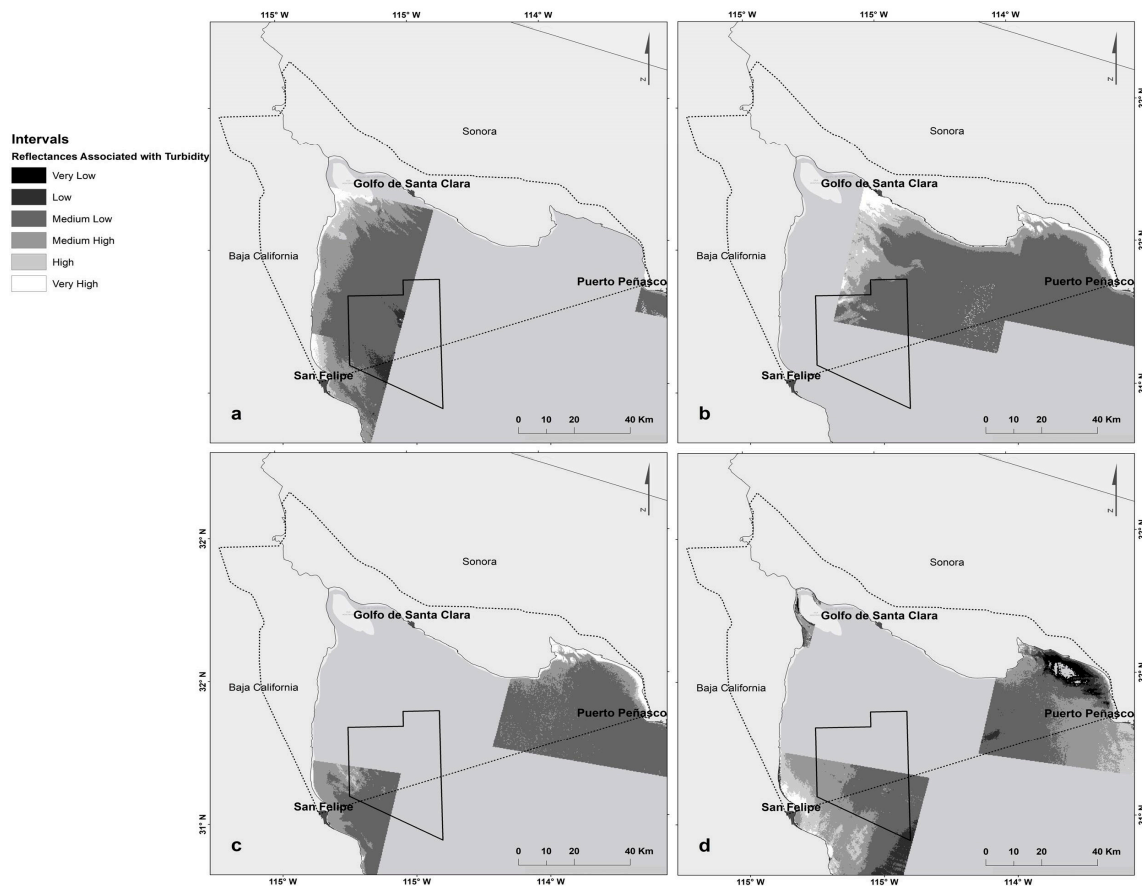 Intervals
Reflectances Associated with Turbidity
Very Low
Low
Medium Low
Medium High
High
Very High
115° W
115° W
114° W
N
Sonora
Golfo de Santa Clara
Baja California
Puerto Peñasco
San Felipe
a
0 10 20 40 Km
115° W
115° W
114° W
N
Sonora
Golfo de Santa Clara
Baja California
Puerto Peñasco
San Felipe
b
0 10 20 40 Km
32° N
32° N
31° N
N
Sonora
Golfo de Santa Clara
Baja California
Puerto Peñasco
San Felipe
c
0 10 20 40 Km
115° W
115° W
114° W
N
Sonora
Golfo de Santa Clara
Baja California
Puerto Peñasco
San Felipe
d
0 10 20 40 Km
115° W
115° W
114° W